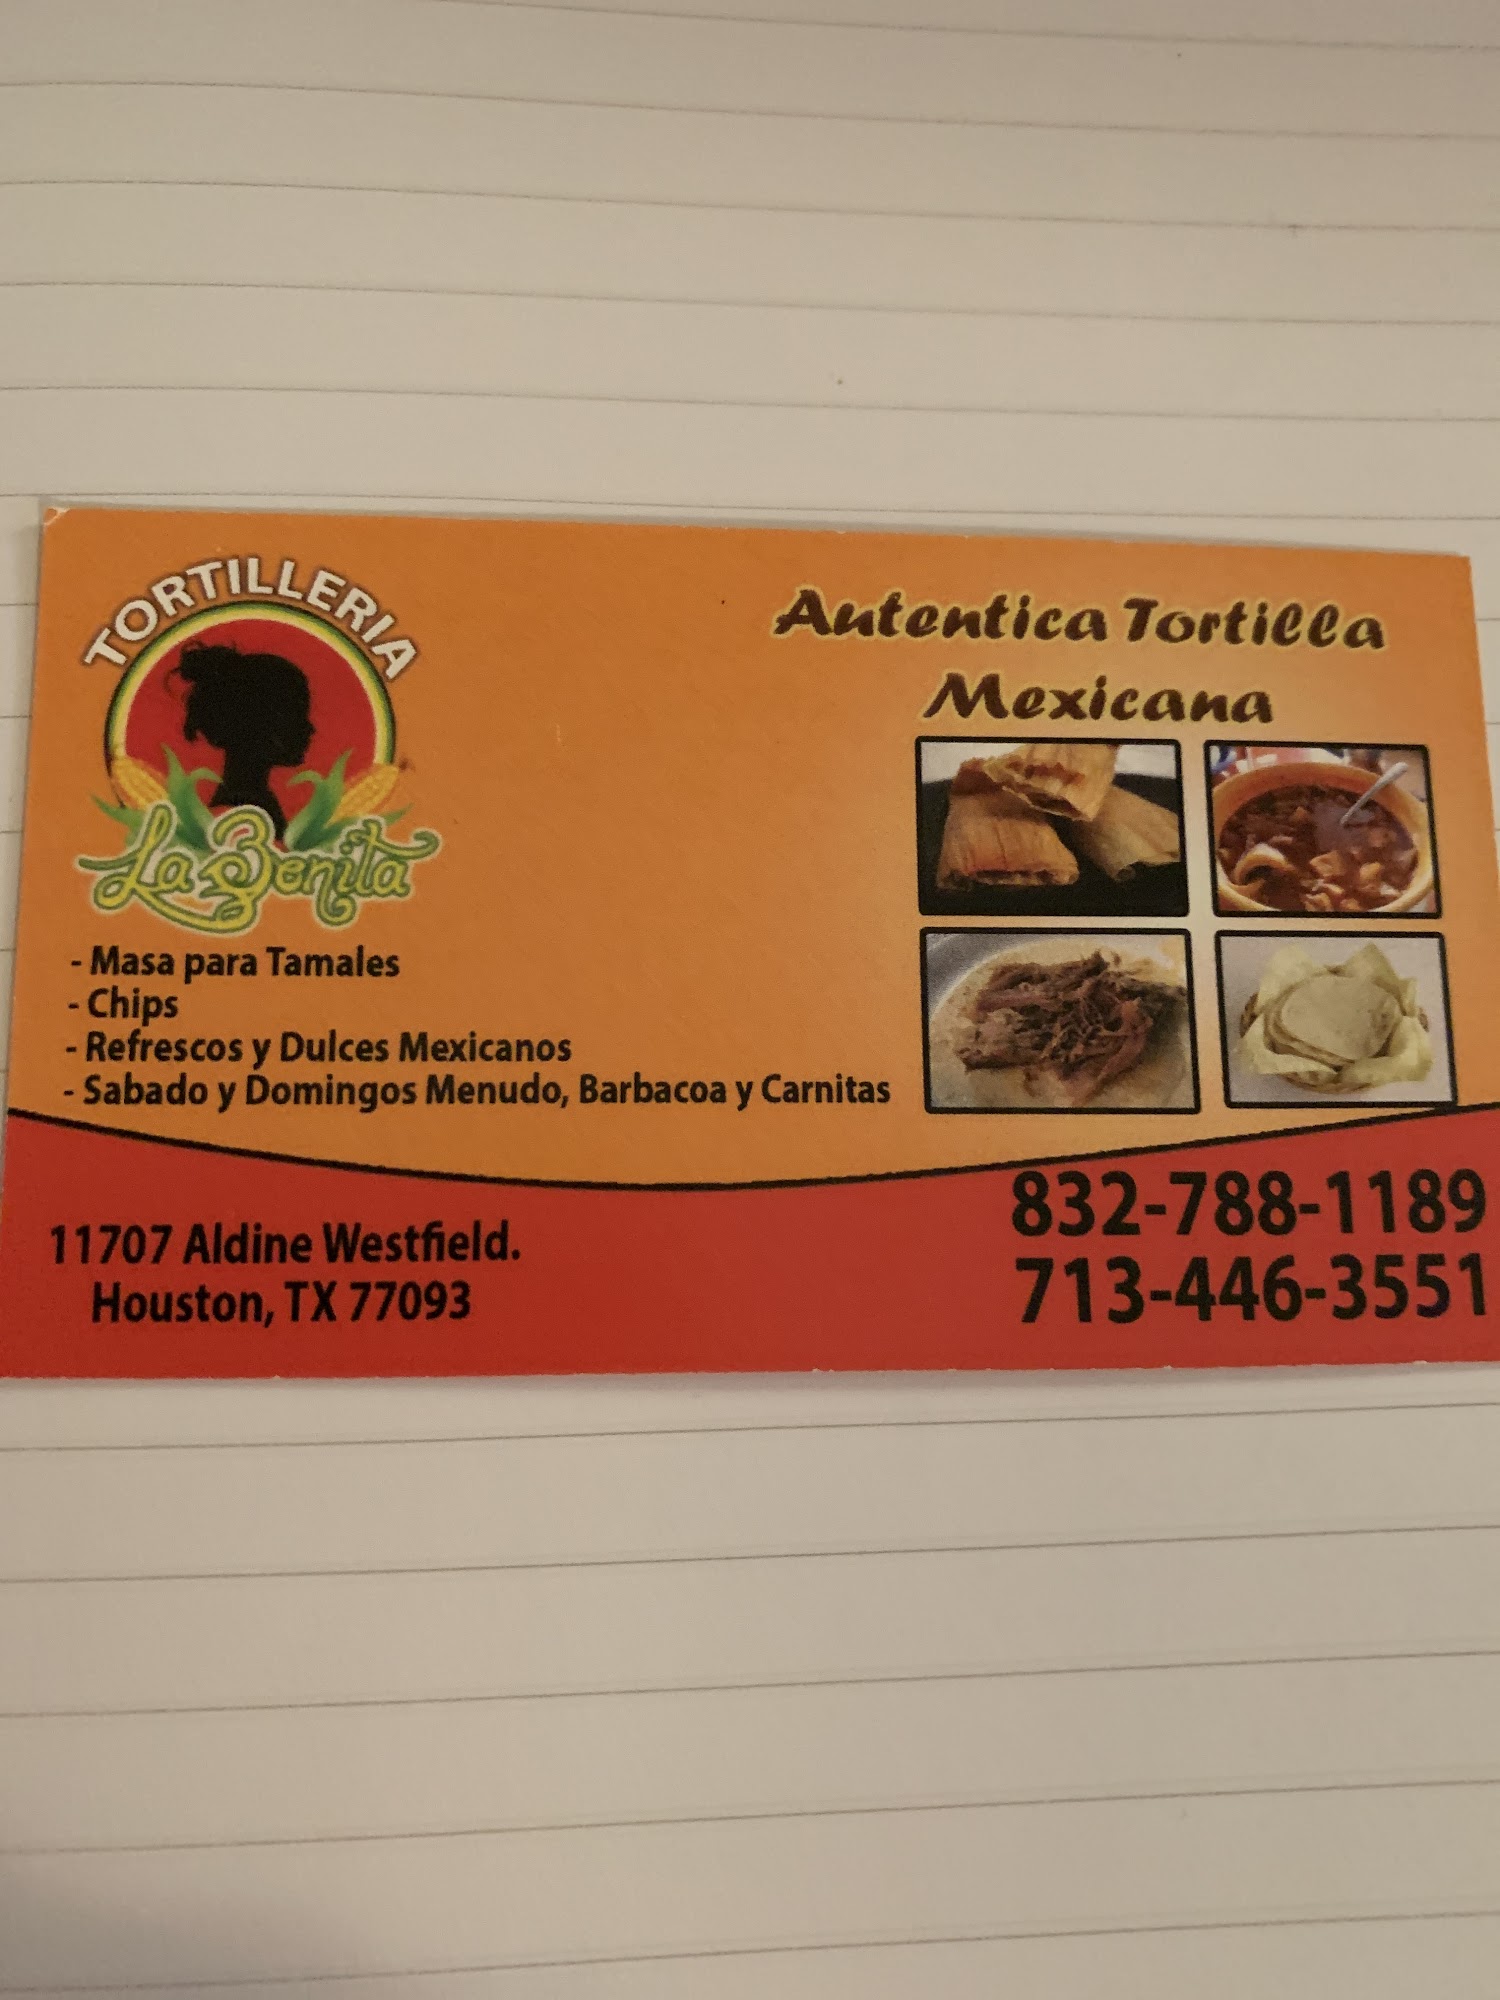 TORTILLERIA
La Bonita
Autentica Tortilla
Mexicana
- Masa para Tamales
- Chips
- Refrescos y Dulces Mexicanos
- Sabado y Domingos Menudo, Barbacoa y Carnitas
11707 Aldine Westfield.
Houston, TX 77093
832-788-1189
713-446-3551